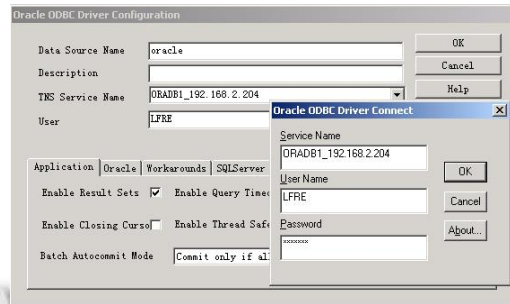 Oracle ODBC Driver Configuration
Data Source Name
oracle
OK
Description
Cancel
TNS Service Name
ORADB1_192.168.2.204
Help
User
LFRE
Application
Oracle
Workarounds
SQLServer
Enable Result Sets
Enable Query Timeo
Enable Closing Curso
Enable Thread Safe
Batch Autocommit Mode
Commit only if al
Oracle ODBC Driver Connect
Service Name
ORADB1_192.168.2.204
OK
User Name
LFRE
Cancel
Password
xxxxxxx
About...